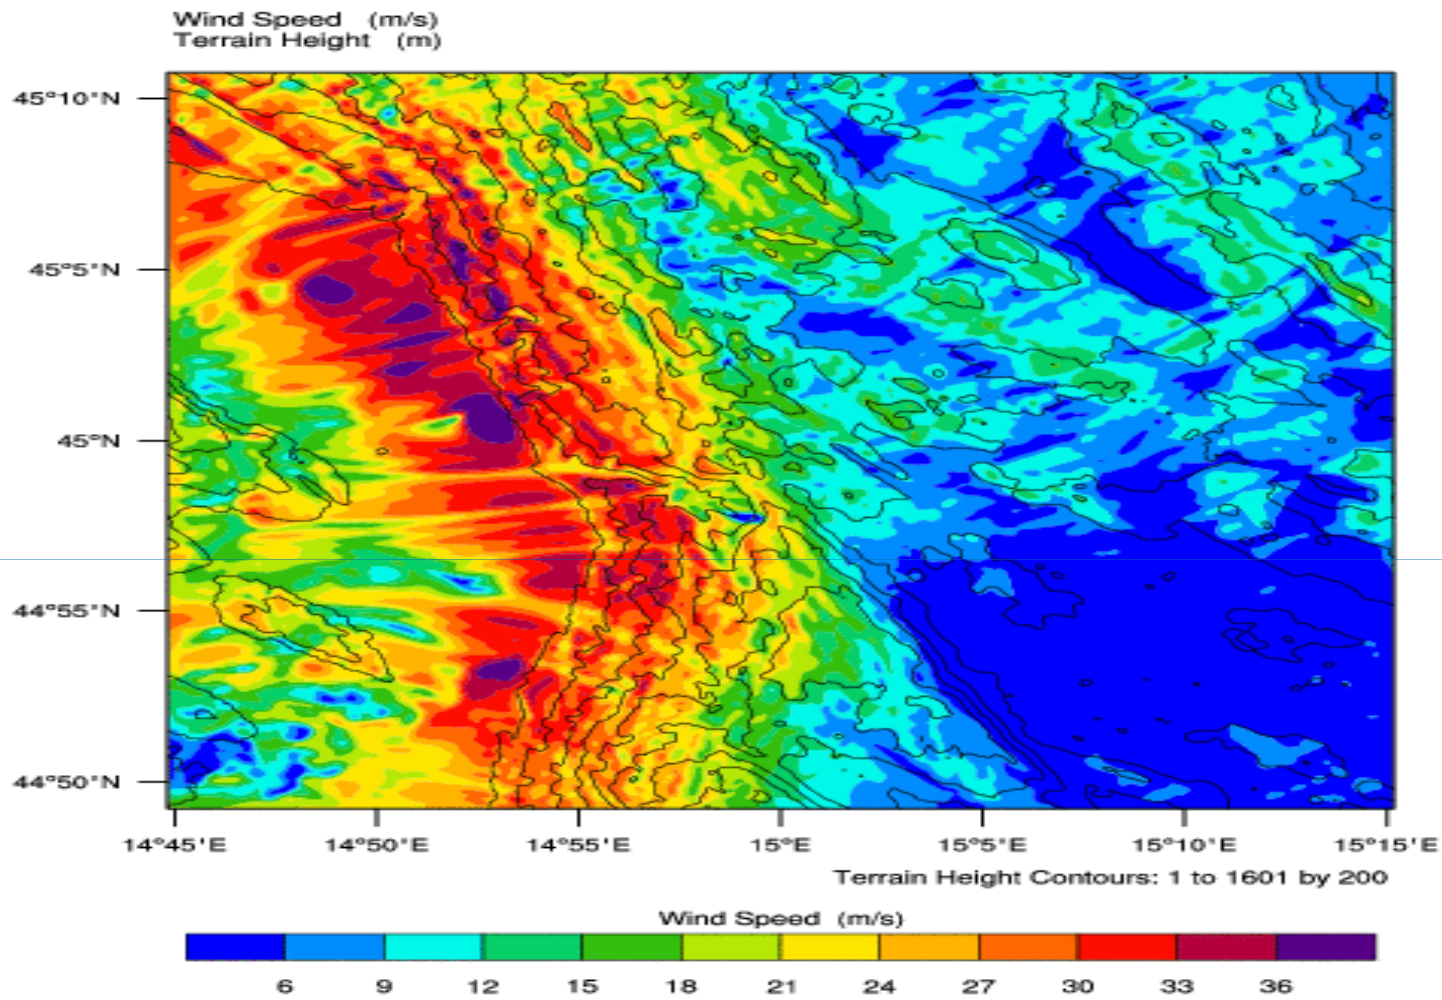 Wind Speed (m/s)
Terrain Height (m)
45°10'N
45°5'N
45°N
44°55'N
44°50'N
14°45'E 14°50'E 14°55'E 15°E 15°5'E 15°10'E 15°15'E
Terrain Height Contours: 1 to 1601 by 200
Wind Speed (m/s)
6 9 12 15 18 21 24 27 30 33 36